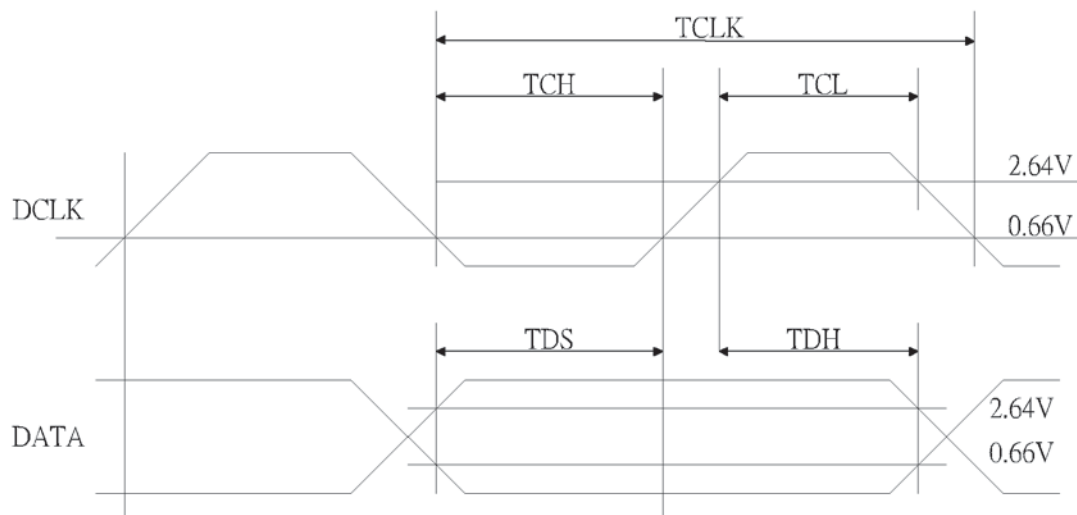 TCLK
TCH TCL
2.64V
DCLK
0.66V
TDS TDH
2.64V
DATA
0.66V